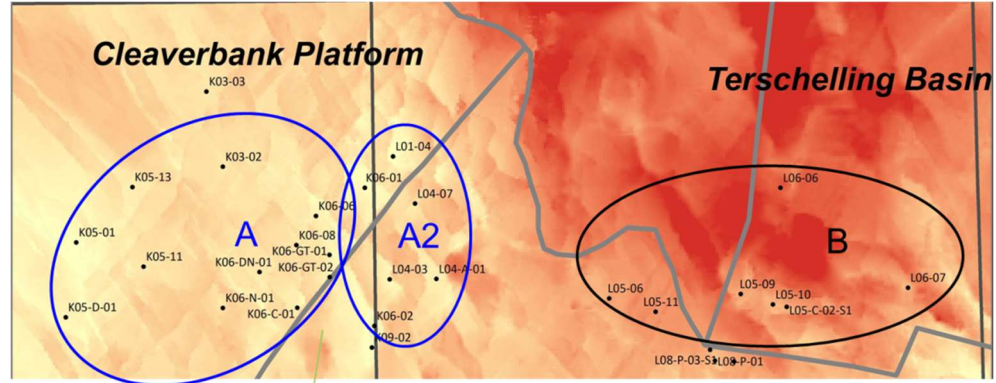 Cleaverbank Platform
Terschelling Basin
K03-03
K03-02
L01-04
K05-13
K06-01
L06-06
L04-07
K06-06
A
A2
B
K05-01
K06-08
K06-GT-01
K05-11
K06-DN-01
K06-GT-02
L04-03
L04-A-01
L06-07
L05-06
L05-09
L05-11
L05-10
L05-C-02-S1
K05-D-01
K06-N-01
K06-C-01
K06-02
K09-02
L08-P-03-S1
L08-P-01